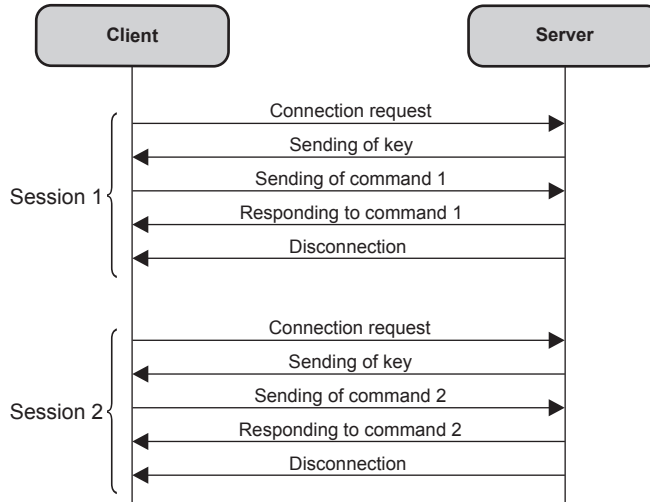 Client
Server
Connection request
Sending of key
Session 1
Sending of command 1
Responding to command 1
Disconnection
Connection request
Sending of key
Session 2
Sending of command 2
Responding to command 2
Disconnection